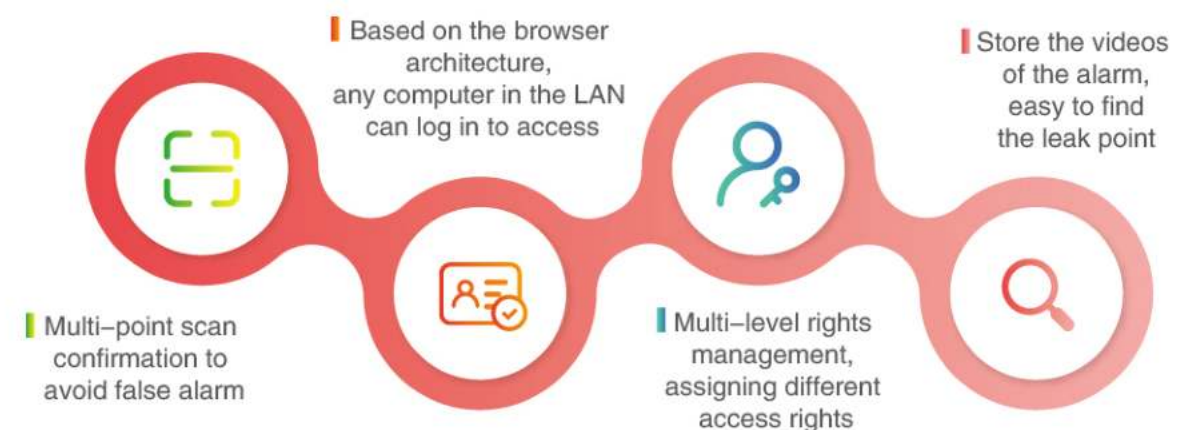 Based on the browser
architecture,
any computer in the LAN
can log in to access
Store the videos
of the alarm,
easy to find
the leak point
Multi–point scan
confirmation to
avoid false alarm
Multi–level rights
management,
assigning different
access rights